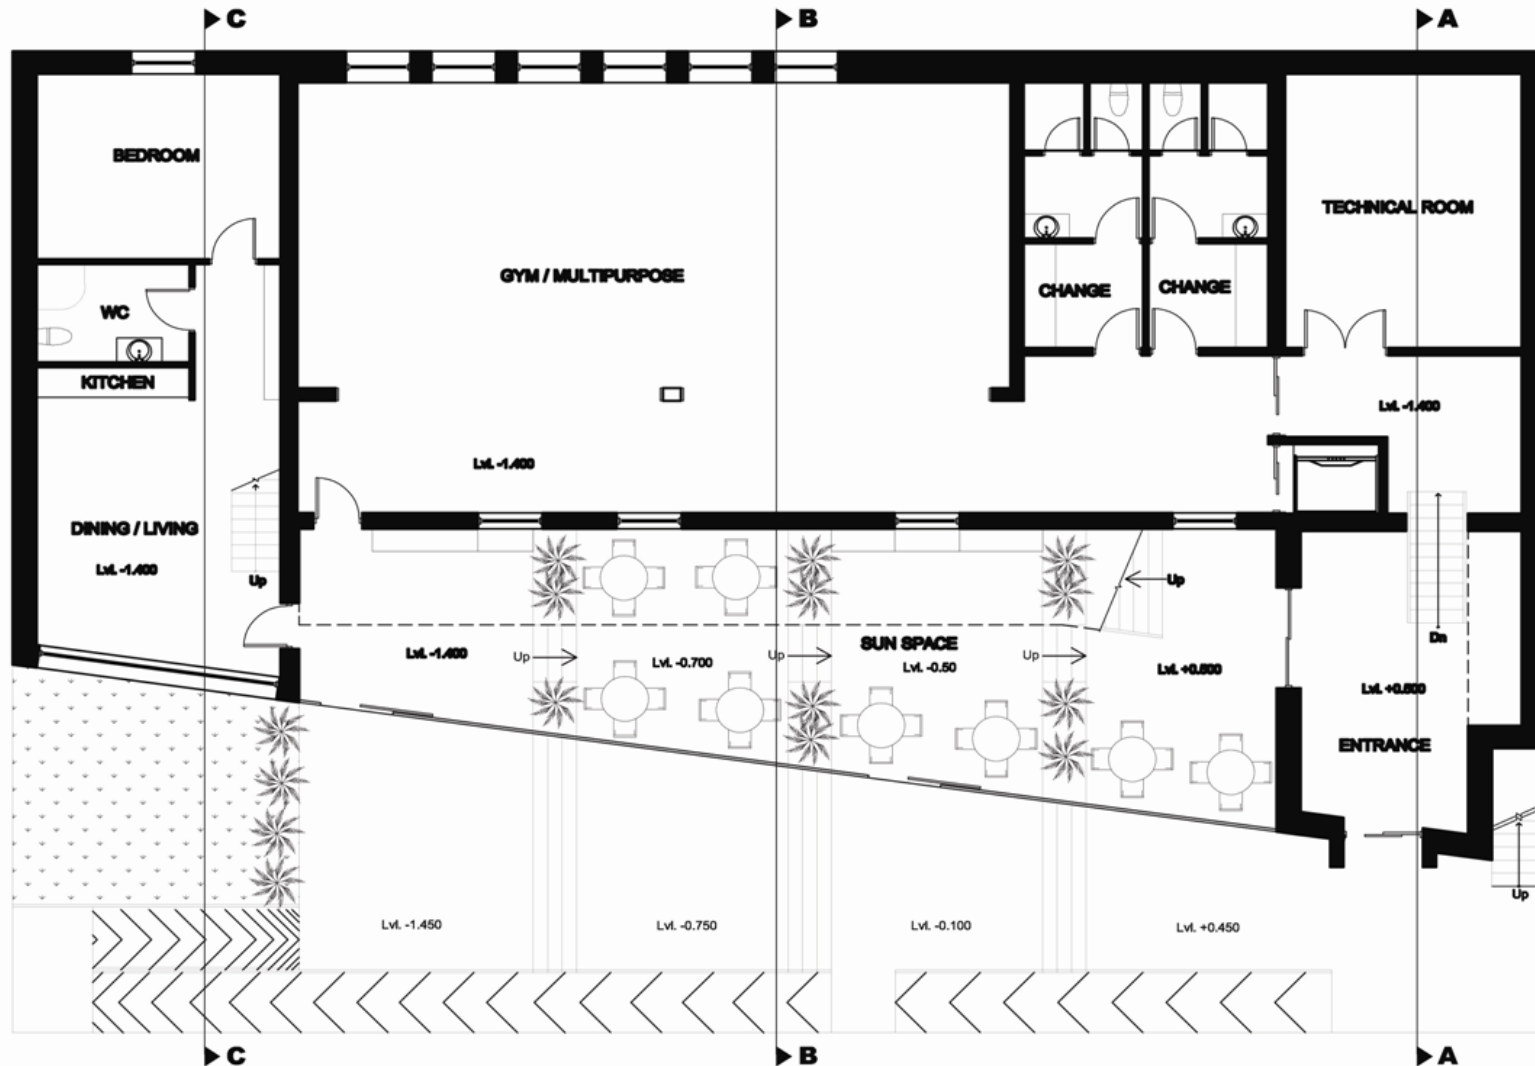 C
B
A
BEDROOM
TECHNICAL ROOM
GYM / MULTIPURPOSE
CHANGE
CHANGE
WC
KITCHEN
Lvl. -1.400
Lvl. -1.400
DINING / LIVING
Lvl. -1.400
Up
Up
Dn
SUN SPACE
Lvl. -1.400
Up
Lvl. -0.700
Up
Lvl. -0.50
Up
Lvl. +0.500
Lvl. +0.500
ENTRANCE
Up
Lvl. -1.450
Lvl. -0.750
Lvl. -0.100
Lvl. +0.450
C
B
A